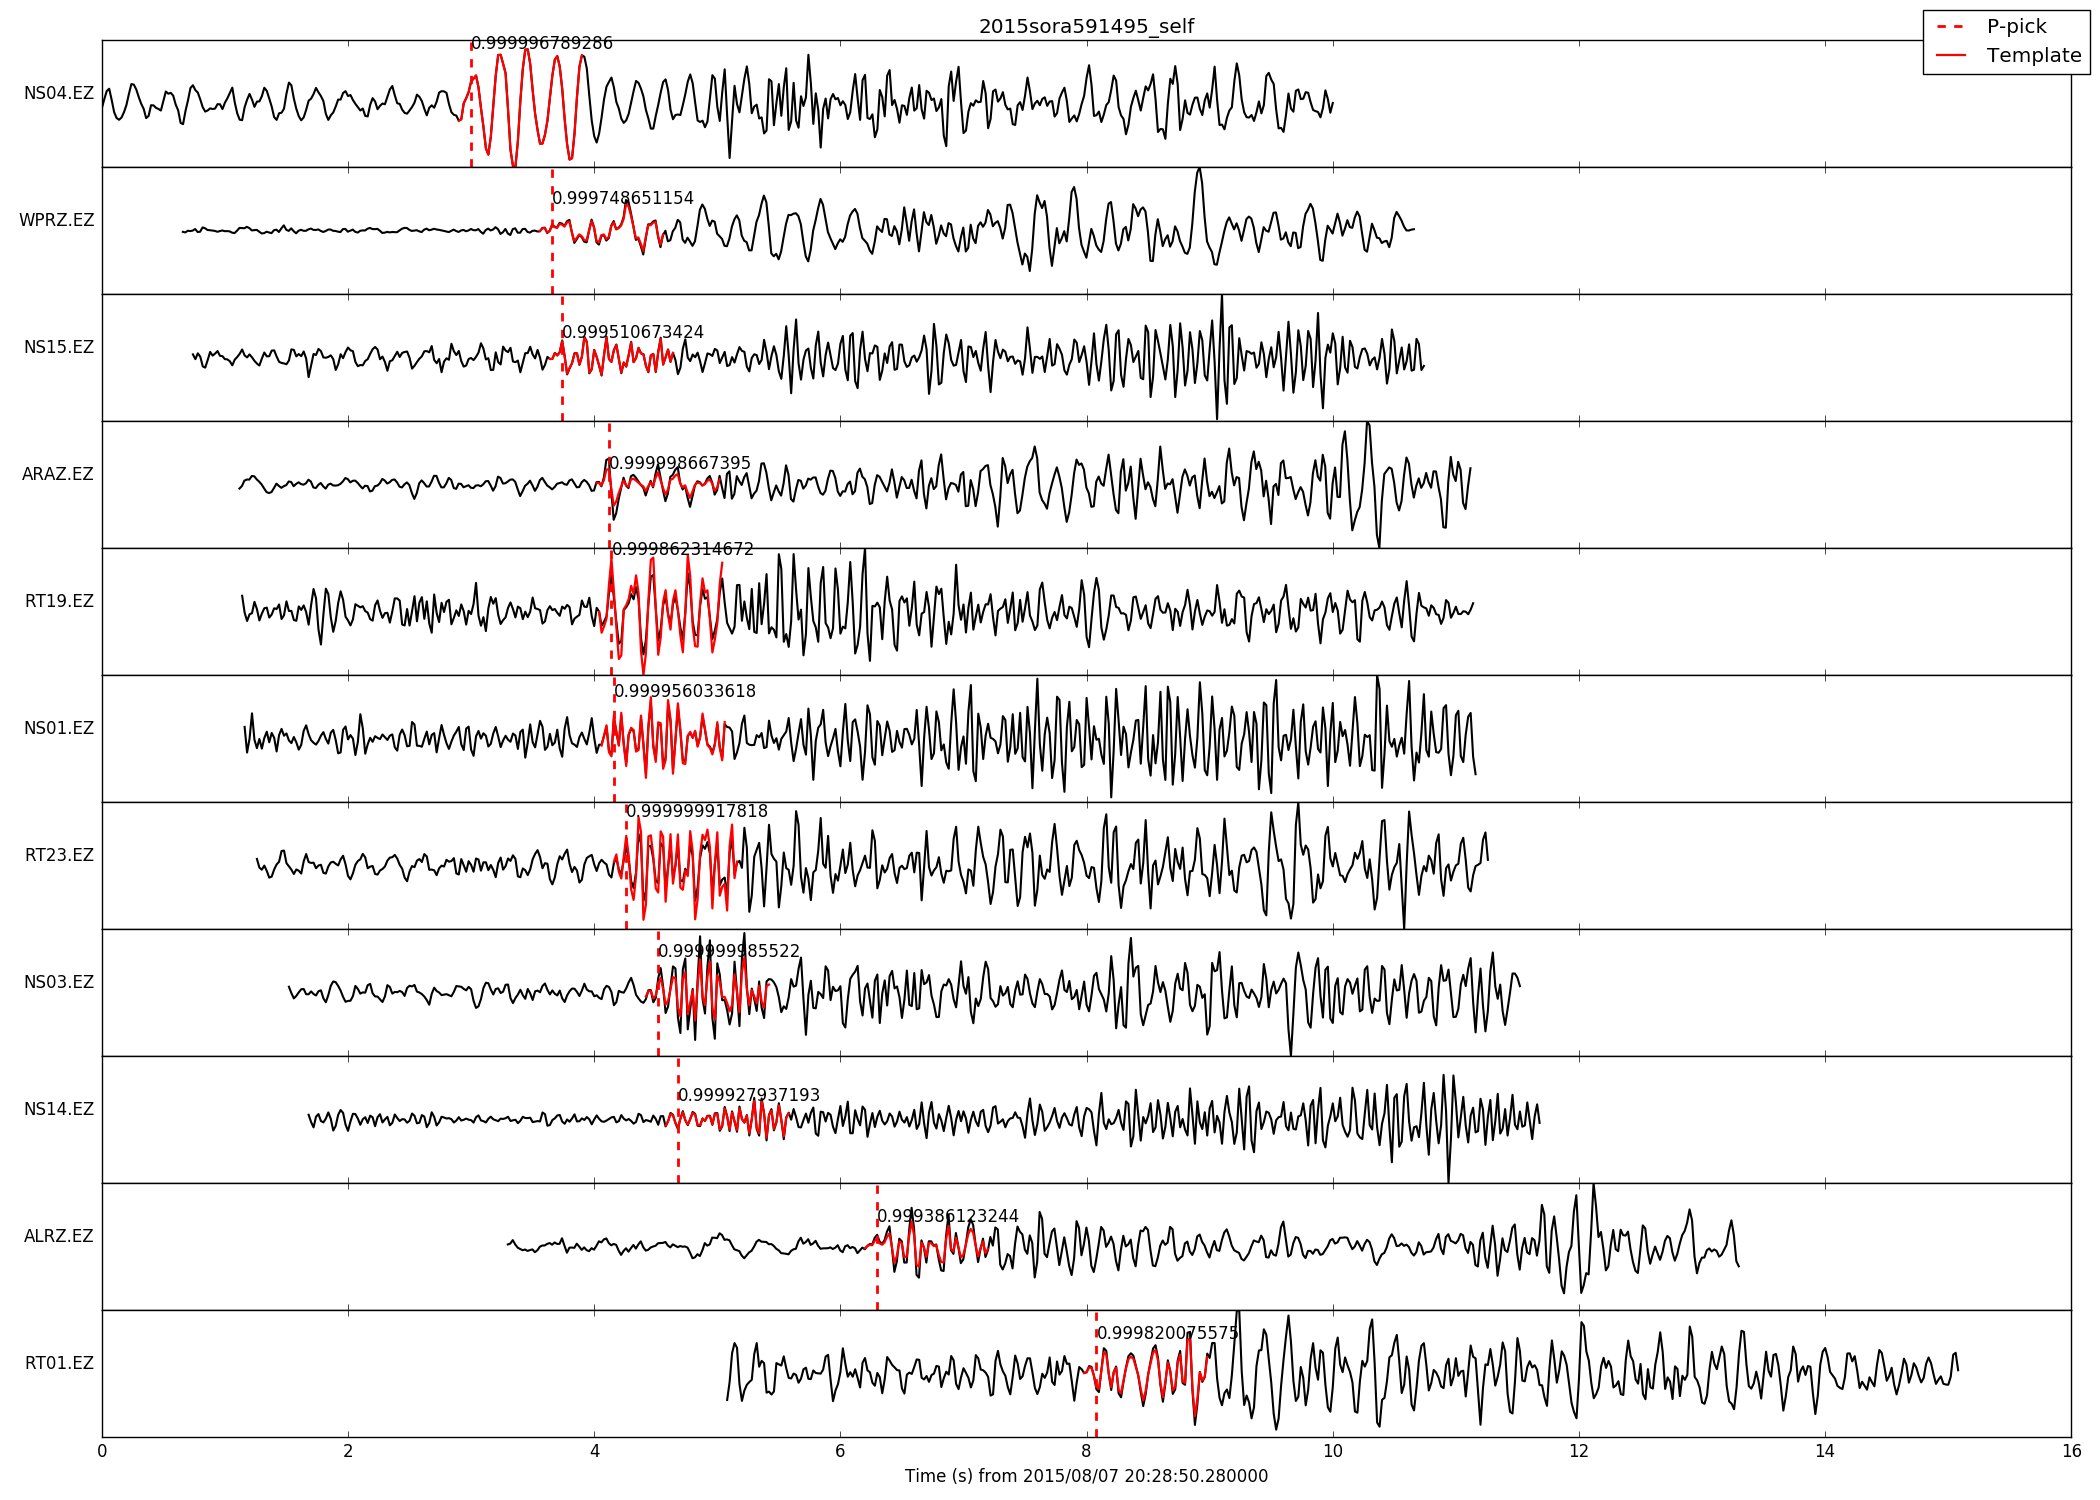 2015sora591495_self
P-pick
Template
NS04.EZ
0.999996789286
WPRZ.EZ
0.999748651154
NS15.EZ
0.999510673424
ARAZ.EZ
0.999998667395
RT19.EZ
0.999862314672
NS01.EZ
0.999956033618
RT23.EZ
0.999999917818
NS03.EZ
0.999999985522
NS14.EZ
0.999927937193
ALRZ.EZ
0.999386123244
RT01.EZ
0.999820075575
0 2 4 6 8 10 12 14 16
Time (s) from 2015/08/07 20:28:50.280000